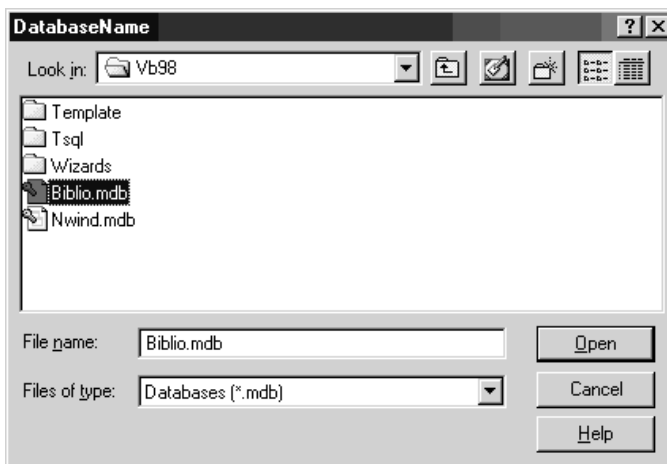 DatabaseName
Look in: Vb98
Template
Tsql
Wizards
Biblio.mdb
Nwind.mdb
File name: Biblio.mdb Open
Files of type: Databases (*.mdb) Cancel
Help